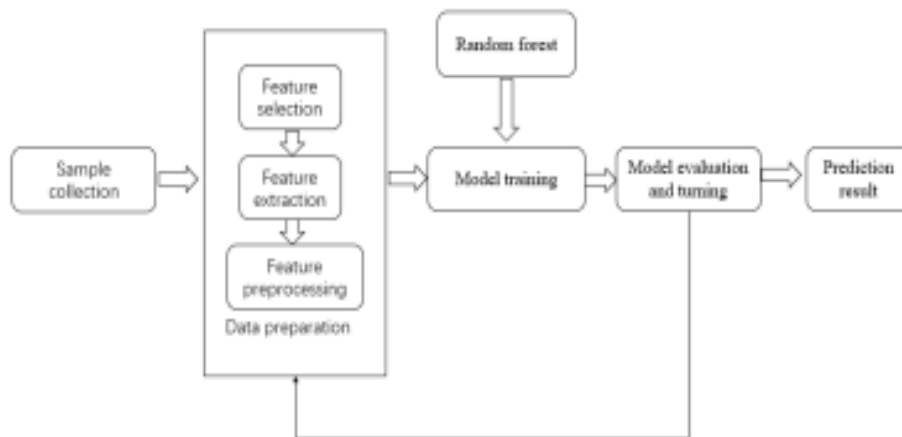 Random forest
Feature
selection
Sample
collection
Feature
extraction
Model training
Model evaluation
and turning
Prediction
result
Feature
preprocessing
Data preparation